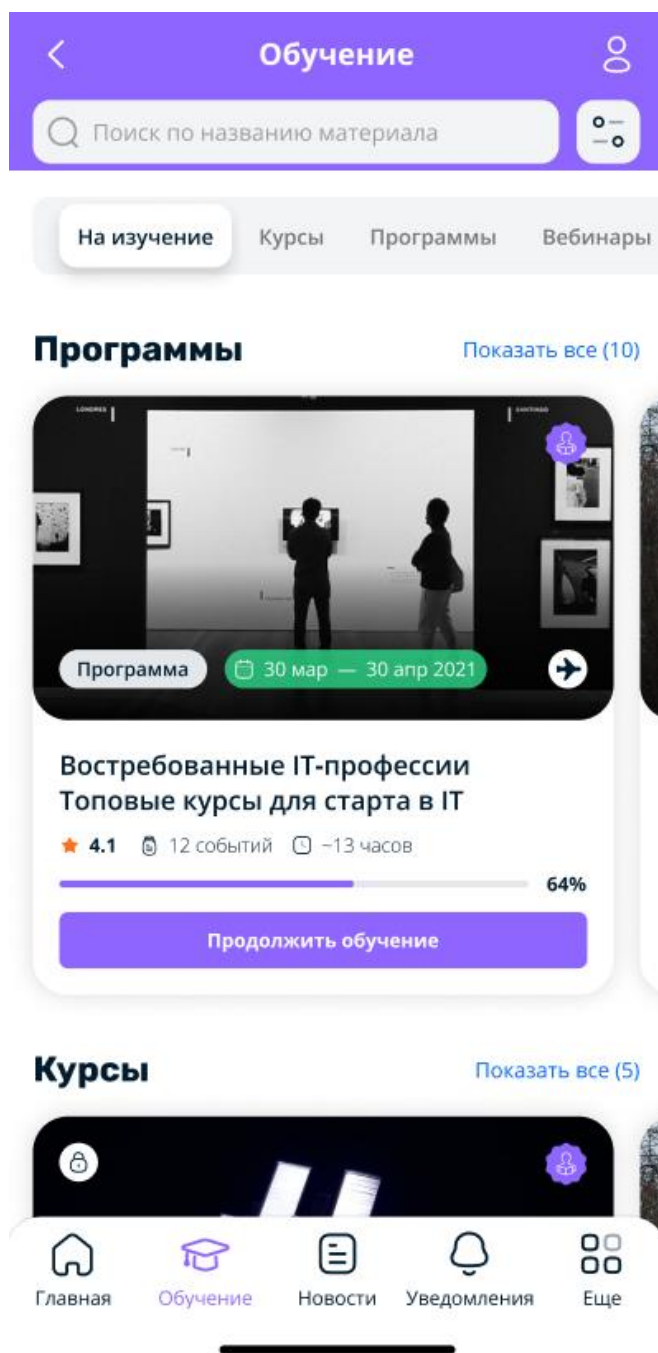 Обучение
Поиск по названию материала
На изучение Курсы Программы Вебинары
Программы Показать все (10)
LONDRES SANTIAGO
Программа 30 мар — 30 апр 2021
Востребованные IT-профессии
Топовые курсы для старта в IT
4.1 12 событий ~13 часов
64%
Продолжить обучение
Курсы Показать все (5)
Главная Обучение Новости Уведомления Еще